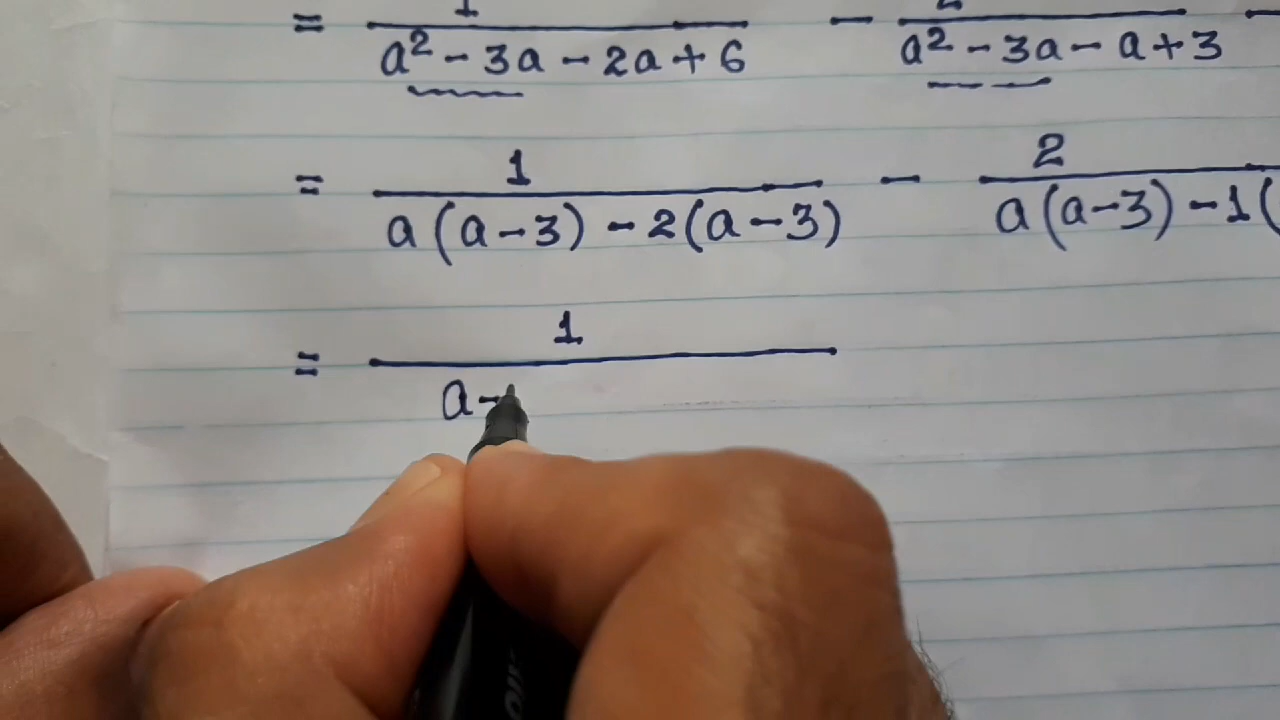 = 1/(a² - 3a - 2a + 6) - 2/(a² - 3a - a + 3) -
= 1/(a(a-3) - 2(a-3)) - 2/(a(a-3) - 1(
= 1/(a-